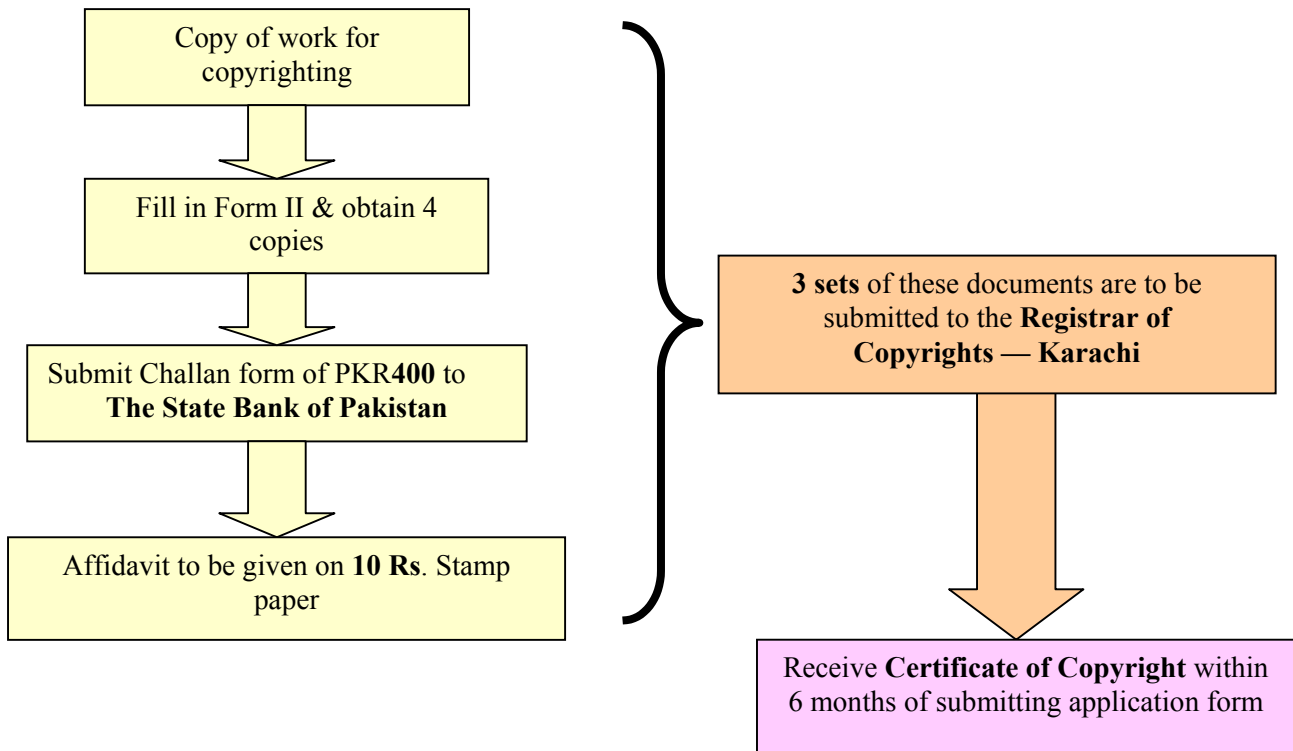 Copy of work for
copyrighting
Fill in Form II & obtain 4
copies
Submit Challan form of PKR400 to
The State Bank of Pakistan
Affidavit to be given on 10 Rs. Stamp
paper
3 sets of these documents are to be
submitted to the Registrar of
Copyrights — Karachi
Receive Certificate of Copyright within
6 months of submitting application form